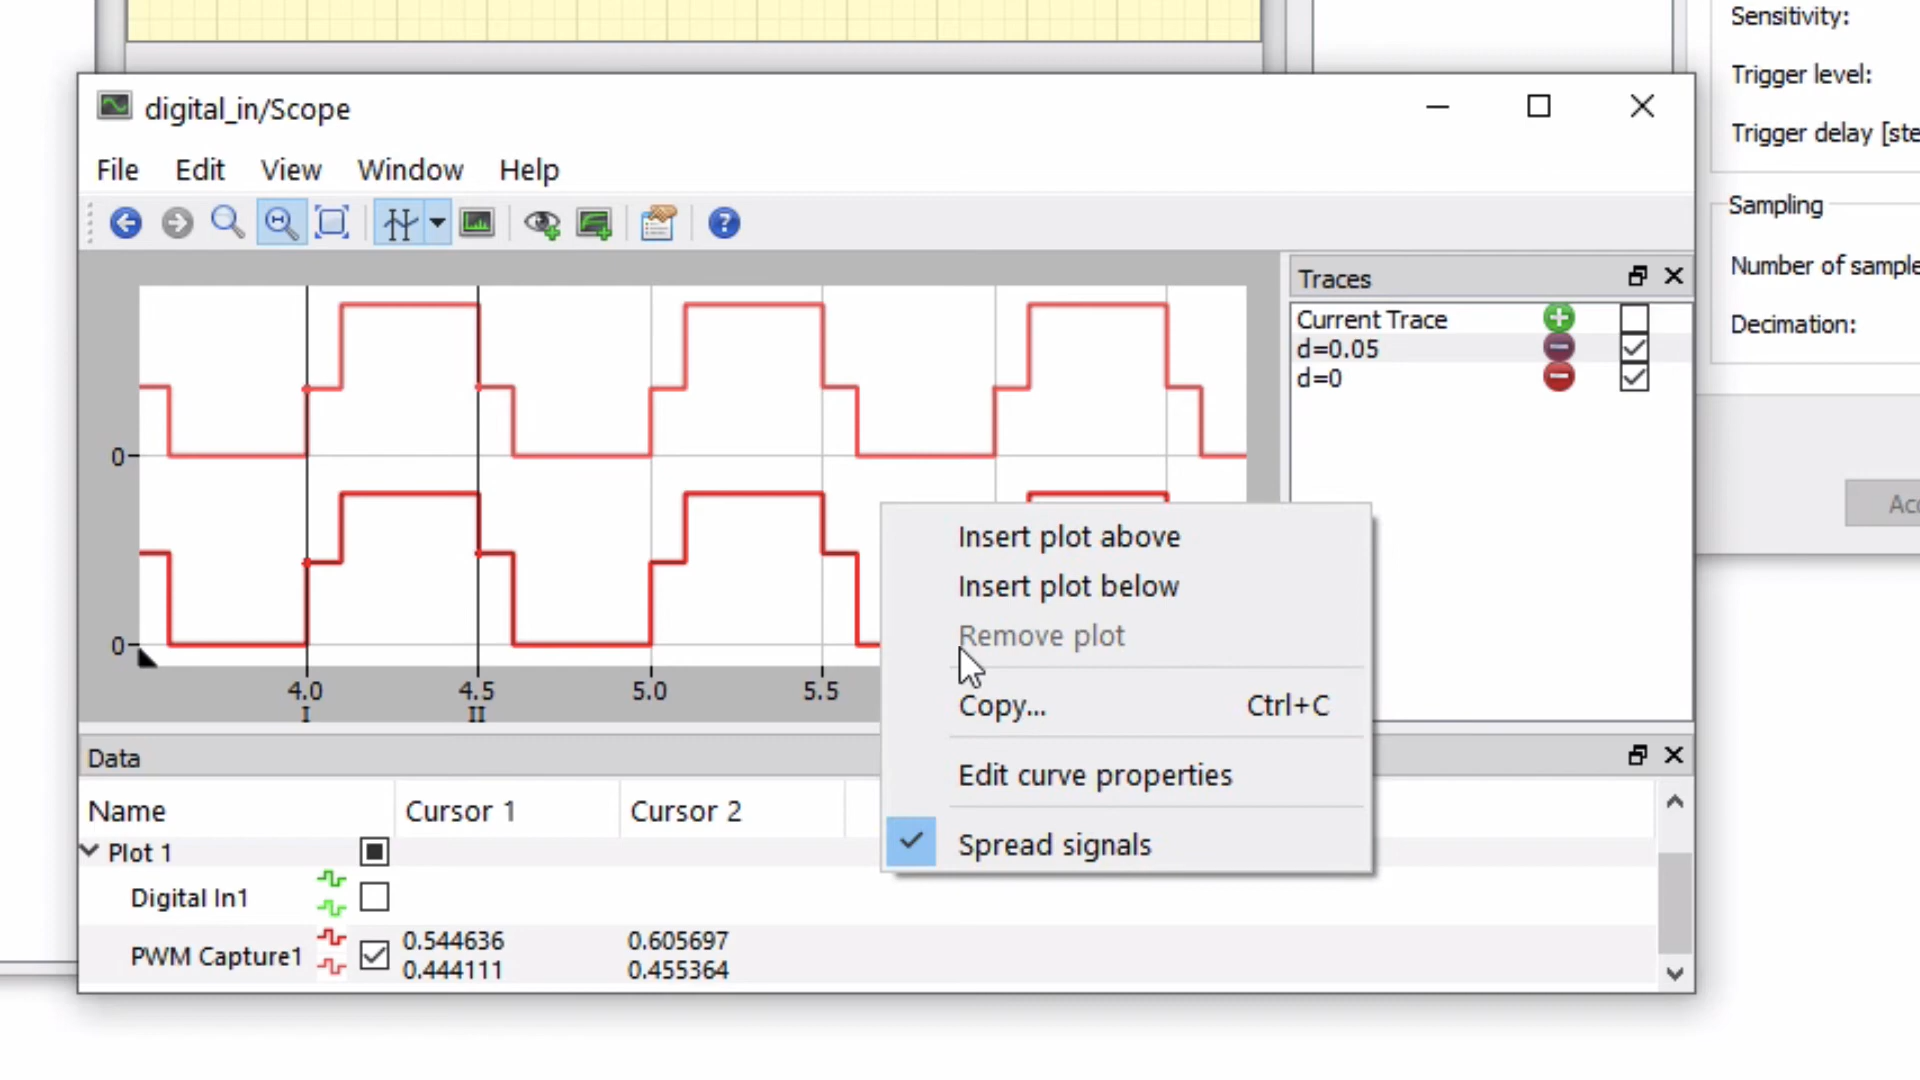 Sensitivity:
Trigger level:
Trigger delay [ste
Sampling
Number of sample
Decimation:
digital_in/Scope
File Edit View Window Help
Traces
Current Trace
d=0.05
d=0
0
0
4.0 4.5 5.0 5.5
I II
Insert plot above
Insert plot below
Remove plot
Copy... Ctrl+C
Edit curve properties
Spread signals
Data
Name Cursor 1 Cursor 2
Plot 1
Digital In1
PWM Capture1
0.544636 0.605697
0.444111 0.455364